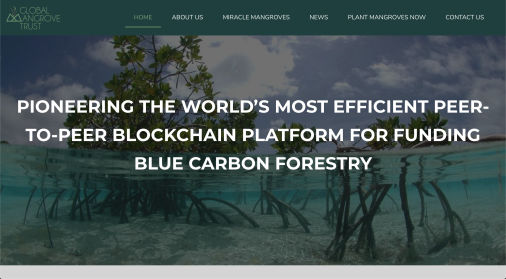 GLOBAL
MANGROVE
TRUST
HOME ABOUT US MIRACLE MANGROVES NEWS PLANT MANGROVES NOW CONTACT US
PIONEERING THE WORLD'S MOST EFFICIENT PEER-
TO-PEER BLOCKCHAIN PLATFORM FOR FUNDING
BLUE CARBON FORESTRY